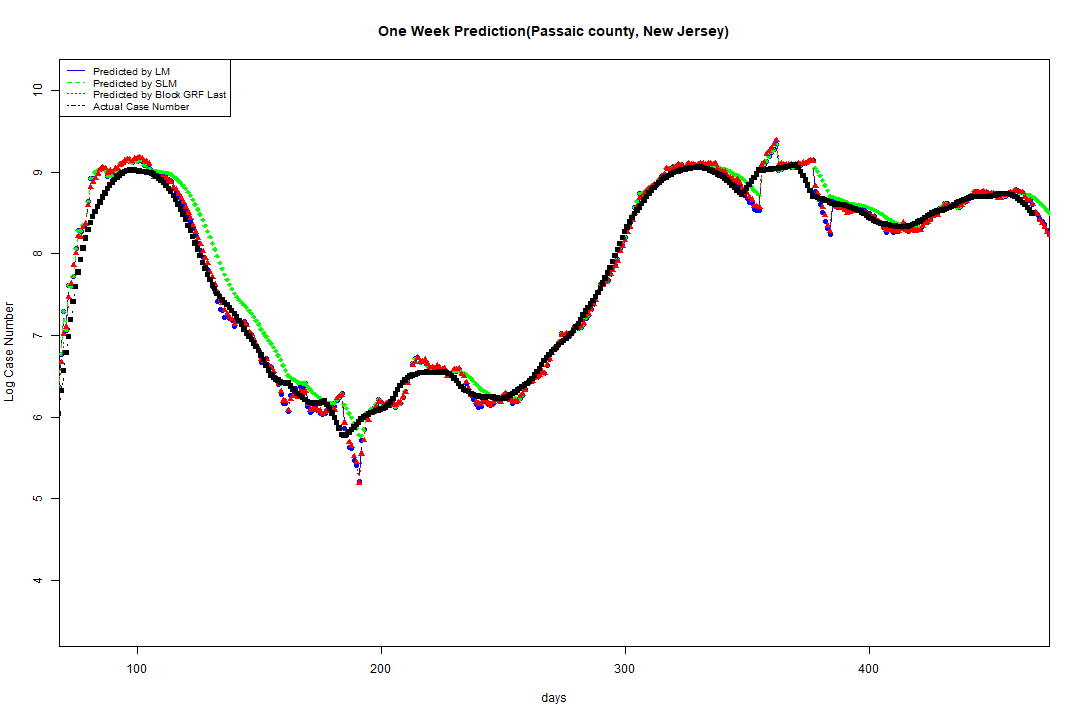 One Week Prediction(Passaic county, New Jersey)
Predicted by LM
Predicted by SLM
Predicted by Block GRF Last
Actual Case Number
10
9
8
7
6
5
4
Log Case Number
100
200
300
400
days